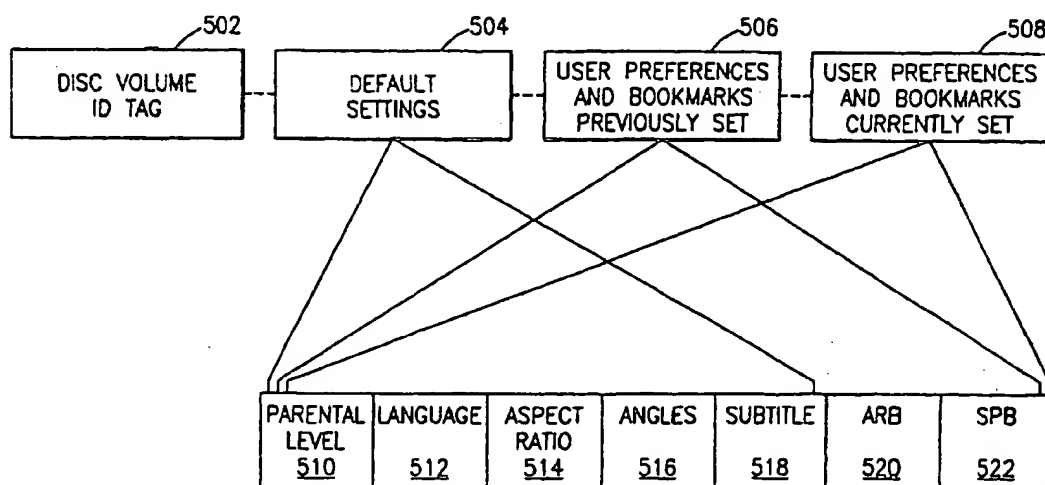 502
504
506
508
DISC VOLUME
ID TAG
DEFAULT
SETTINGS
USER PREFERENCES
AND BOOKMARKS
PREVIOUSLY SET
USER PREFERENCES
AND BOOKMARKS
CURRENTLY SET
PARENTAL
LEVEL
510
LANGUAGE
512
ASPECT
RATIO
514
ANGLES
516
SUBTITLE
518
ARB
520
SPB
522